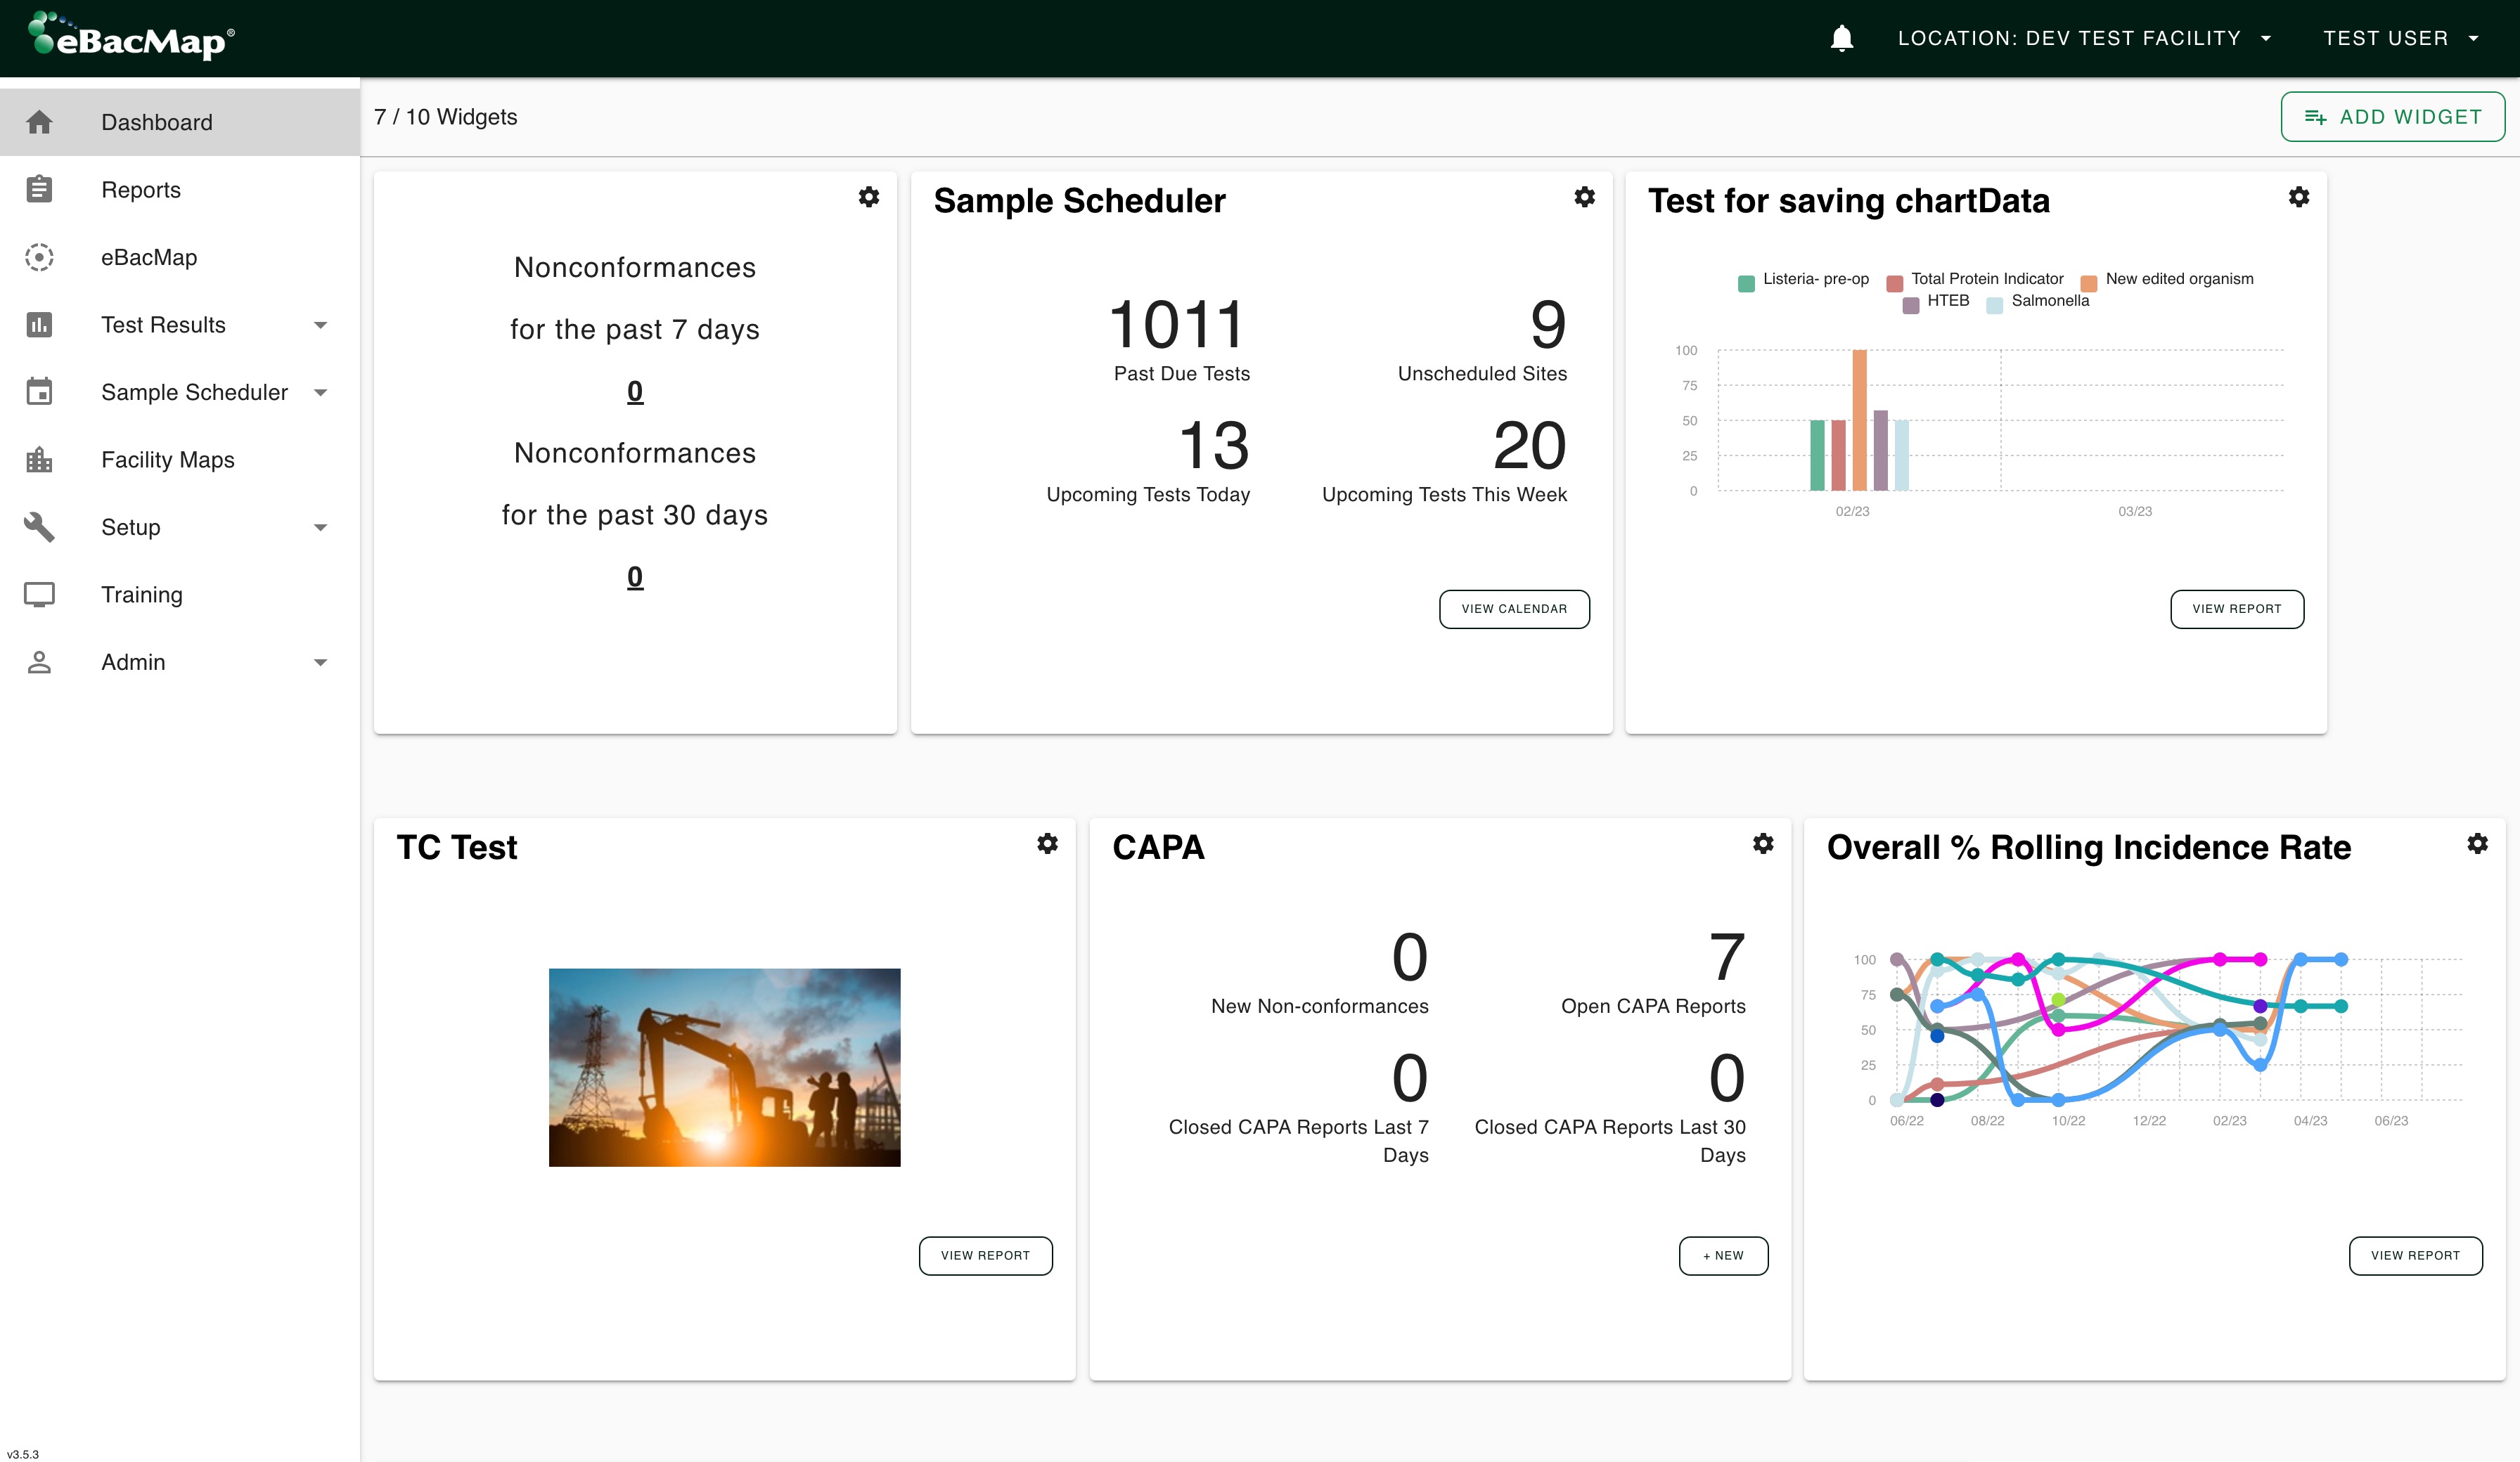 eBacMap®
LOCATION: DEV TEST FACILITY
TEST USER
Dashboard
Reports
eBacMap
Test Results
Sample Scheduler
Facility Maps
Setup
Training
Admin
v3.5.3
7 / 10 Widgets
ADD WIDGET
Nonconformances
for the past 7 days
0
Nonconformances
for the past 30 days
0
Sample Scheduler
1011
Past Due Tests
9
Unscheduled Sites
13
Upcoming Tests Today
20
Upcoming Tests This Week
VIEW CALENDAR
Test for saving chartData
Listeria- pre-op Total Protein Indicator New edited organism
HTEB Salmonella
100
75
50
25
0
02/23 03/23
VIEW REPORT
TC Test
VIEW REPORT
CAPA
0
New Non-conformances
7
Open CAPA Reports
0
Closed CAPA Reports Last 7
Days
0
Closed CAPA Reports Last 30
Days
+ NEW
Overall % Rolling Incidence Rate
100
75
50
25
0
06/22 08/22 10/22 12/22 02/23 04/23 06/23
VIEW REPORT